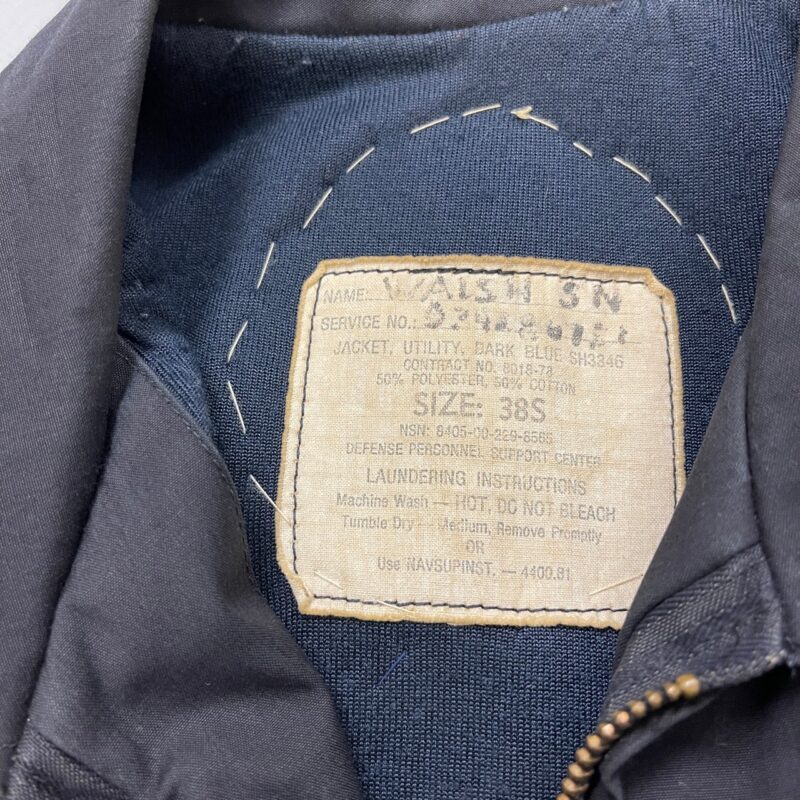 NAME: WALSH SN
SERVICE NO.:
JACKET, UTILITY, DARK BLUE SH3346
CONTRACT NO. 8018-78
50% POLYESTER, 50% COTTON
SIZE: 38S
NSN: 8405-00-229-8565
DEFENSE PERSONNEL SUPPORT CENTER
LAUNDERING INSTRUCTIONS
Machine Wash — HOT, DO NOT BLEACH
Tumble Dry — Medium, Remove Promptly
OR
Use NAVSUPINST. — 4400.81